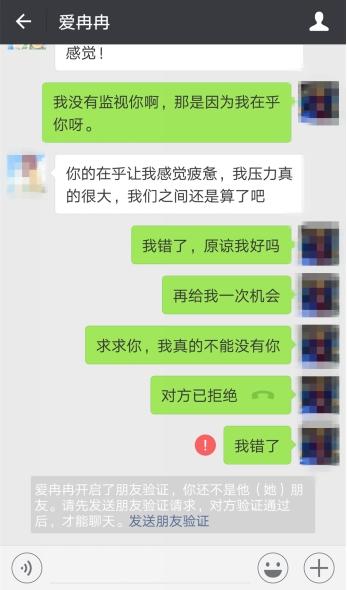 爱冉冉
感觉！
我没有监视你啊，那是因为我在乎
你呀。
你的在乎让我感觉疲惫，我压力真
的很大，我们之间还是算了吧
我错了，原谅我好吗
再给我一次机会
求求你，我真的不能没有你
对方已拒绝
我错了
爱冉冉开启了朋友验证，你还不是他（她）朋
友。请先发送朋友验证请求，对方验证通过
后，才能聊天。发送朋友验证